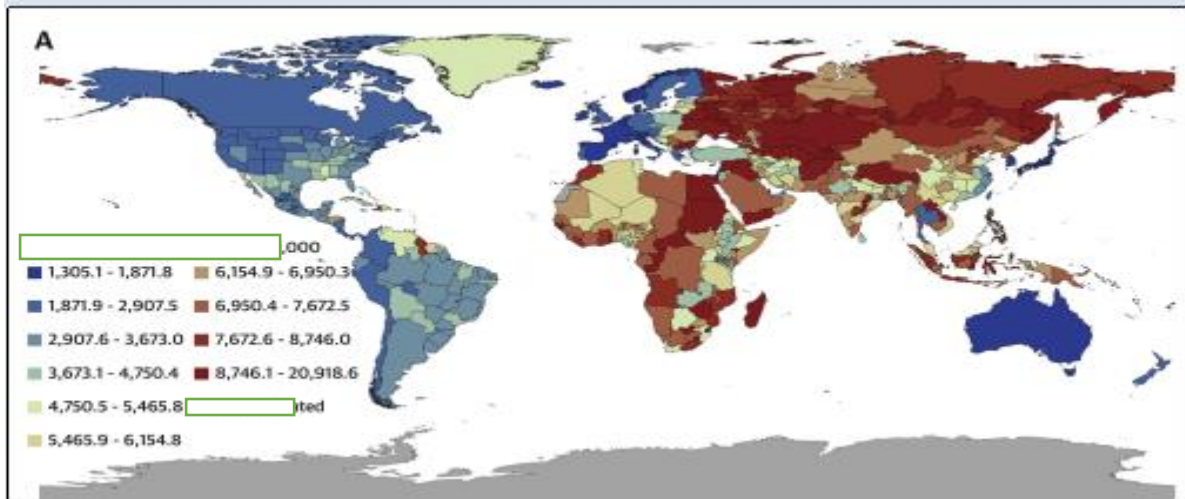 A
,000
1,305.1 - 1,871.8
6,154.9 - 6,950.3
1,871.9 - 2,907.5
6,950.4 - 7,672.5
2,907.6 - 3,673.0
7,672.6 - 8,746.0
3,673.1 - 4,750.4
8,746.1 - 20,918.6
4,750.5 - 5,465.8
ited
5,465.9 - 6,154.8